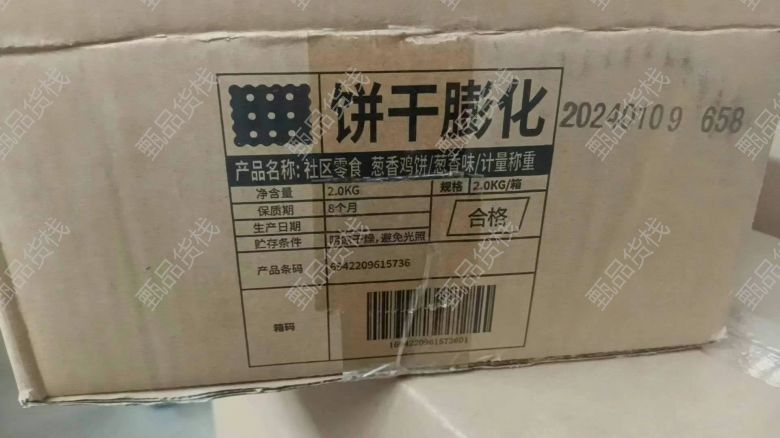 饼干膨化
20240109 658
产品名称: 社区零食 葱香鸡饼/葱香味/计量称重
净含量 2.0KG 规格 2.0KG/箱
保质期 8个月
生产日期
合格
贮存条件 干燥,避免光照
产品条码 6942209615736
箱码
甄品货栈